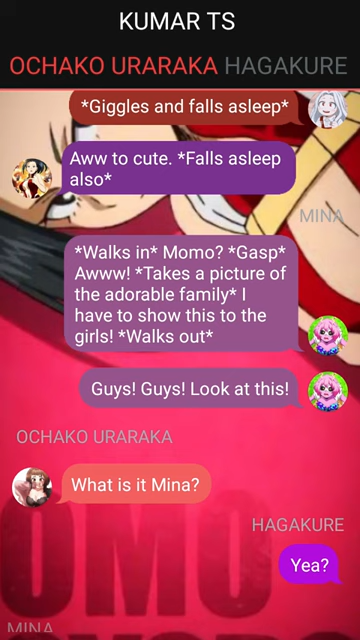 KUMAR TS
OCHAKO URARAKA HAGAKURE
*Giggles and falls asleep*
Aww to cute. *Falls asleep
also*
MINA
*Walks in* Momo? *Gasp*
Awww! *Takes a picture of
the adorable family* I
have to show this to the
girls! *Walks out*
Guys! Guys! Look at this!
OCHAKO URARAKA
What is it Mina?
HAGAKURE
Yea?
OMO
MINA